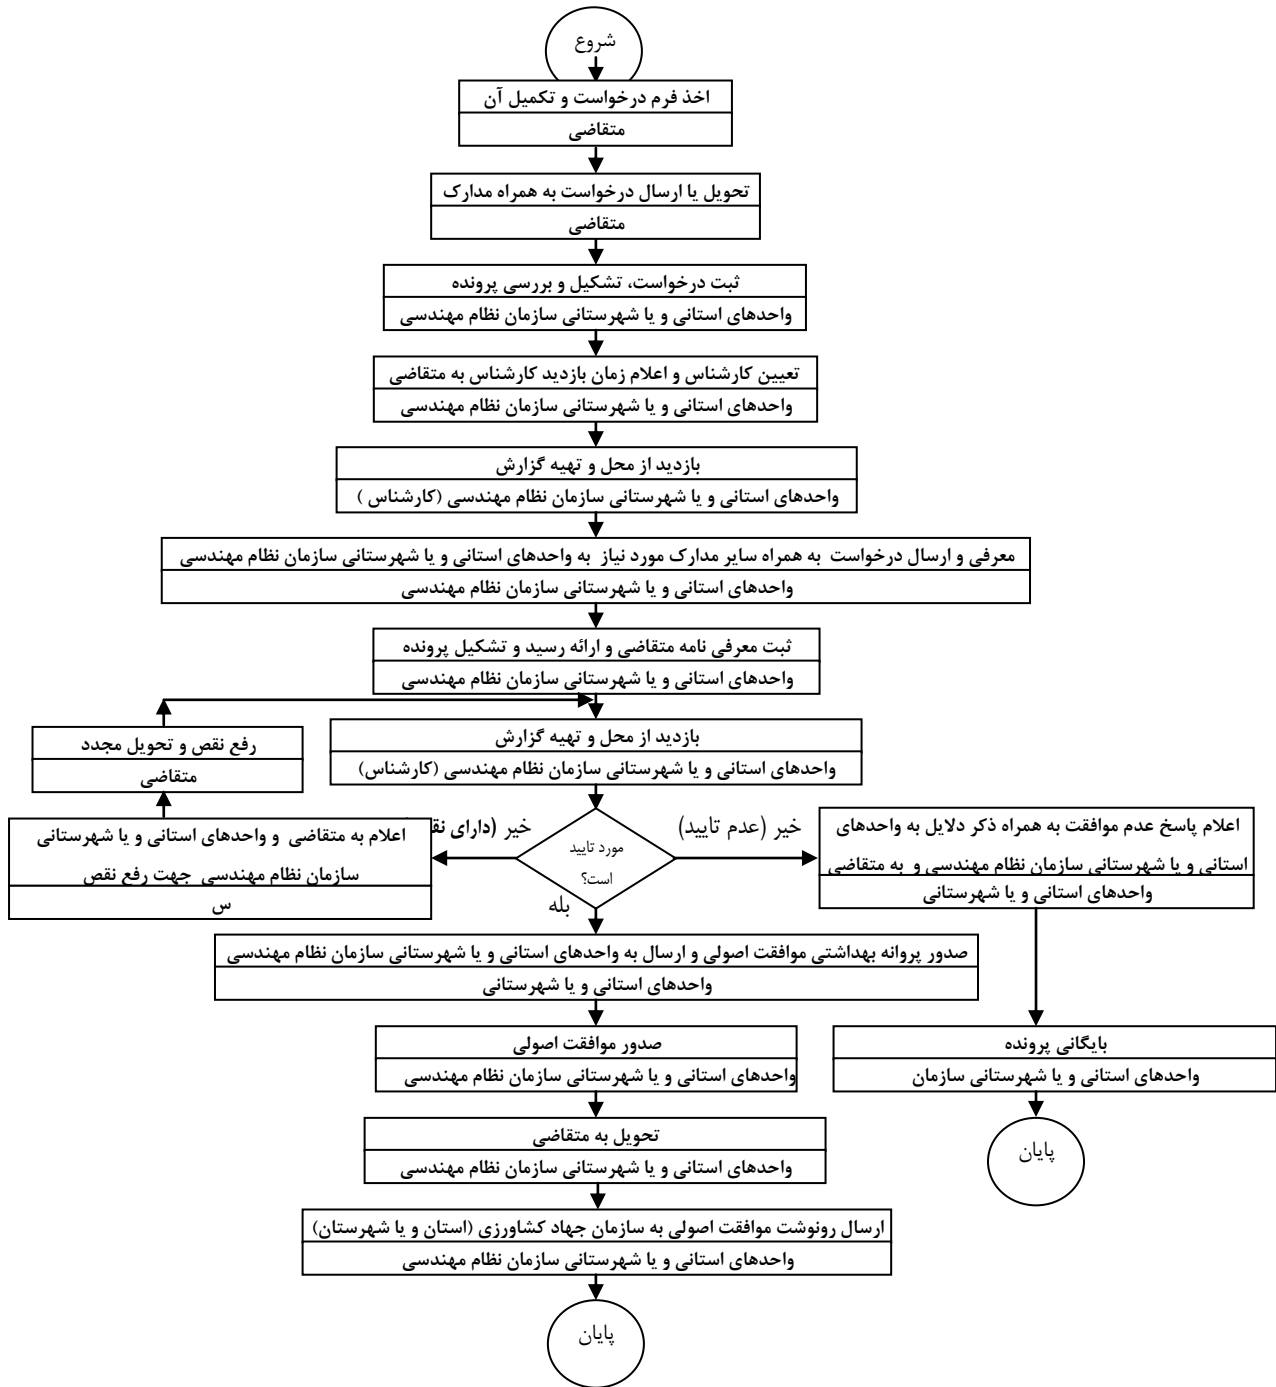 شروع
اخذ فرم درخواست و تکمیل آن
متقاضی
تحویل یا ارسال درخواست به همراه مدارک
متقاضی
ثبت درخواست، تشکیل و بررسی پرونده
واحدهای استانی و یا شهرستانی سازمان نظام مهندسی
تعیین کارشناس و اعلام زمان بازدید کارشناس به متقاضی
واحدهای استانی و یا شهرستانی سازمان نظام مهندسی
بازدید از محل و تهیه گزارش
واحدهای استانی و یا شهرستانی سازمان نظام مهندسی (کارشناس )
معرفی و ارسال درخواست به همراه سایر مدارک مورد نیاز به واحدهای استانی و یا شهرستانی سازمان نظام مهندسی
واحدهای استانی و یا شهرستانی سازمان نظام مهندسی
ثبت معرفی نامه متقاضی و ارائه رسید و تشکیل پرونده
واحدهای استانی و یا شهرستانی سازمان نظام مهندسی
بازدید از محل و تهیه گزارش
واحدهای استانی و یا شهرستانی سازمان نظام مهندسی (کارشناس)
رفع نقص و تحویل مجدد
متقاضی
مورد تایید
است؟
خیر (عدم تایید)
خیر (دارای
بله
اعلام پاسخ عدم موافقت به همراه ذکر دلایل به واحدهای
استانی و یا شهرستانی سازمان نظام مهندسی و به متقاضی
واحدهای استانی و یا شهرستانی
اعلام به متقاضی و واحدهای استانی و یا شهرستانی
سازمان نظام مهندسی جهت رفع نقص
س
صدور پروانه بهداشتی موافقت اصولی و ارسال به واحدهای استانی و یا شهرستانی سازمان نظام مهندسی
واحدهای استانی و یا شهرستانی
صدور موافقت اصولی
واحدهای استانی و یا شهرستانی سازمان نظام مهندسی
بایگانی پرونده
واحدهای استانی و یا شهرستانی سازمان
پایان
تحویل به متقاضی
واحدهای استانی و یا شهرستانی سازمان نظام مهندسی
ارسال رونوشت موافقت اصولی به سازمان جهاد کشاورزی (استان و یا شهرستان)
واحدهای استانی و یا شهرستانی سازمان نظام مهندسی
پایان